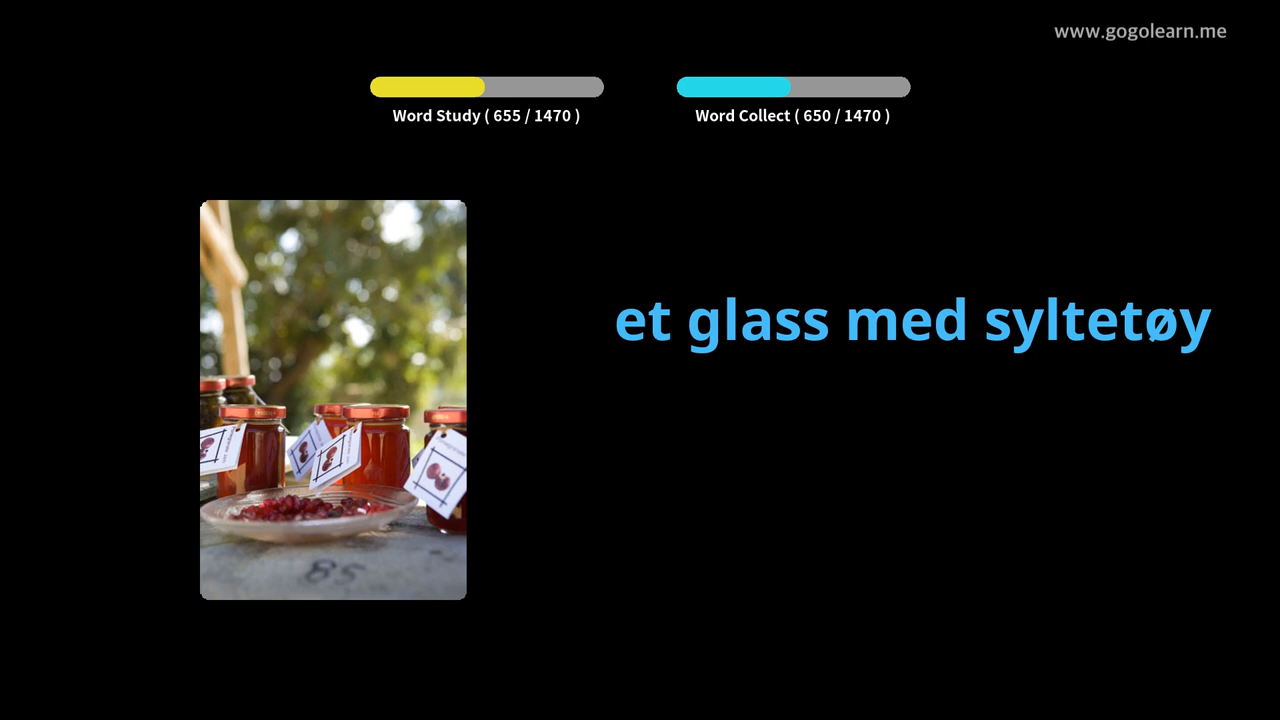 www.gogolearn.me
Word Study ( 655 / 1470 )
Word Collect ( 650 / 1470 )
et glass med syltetøy
85